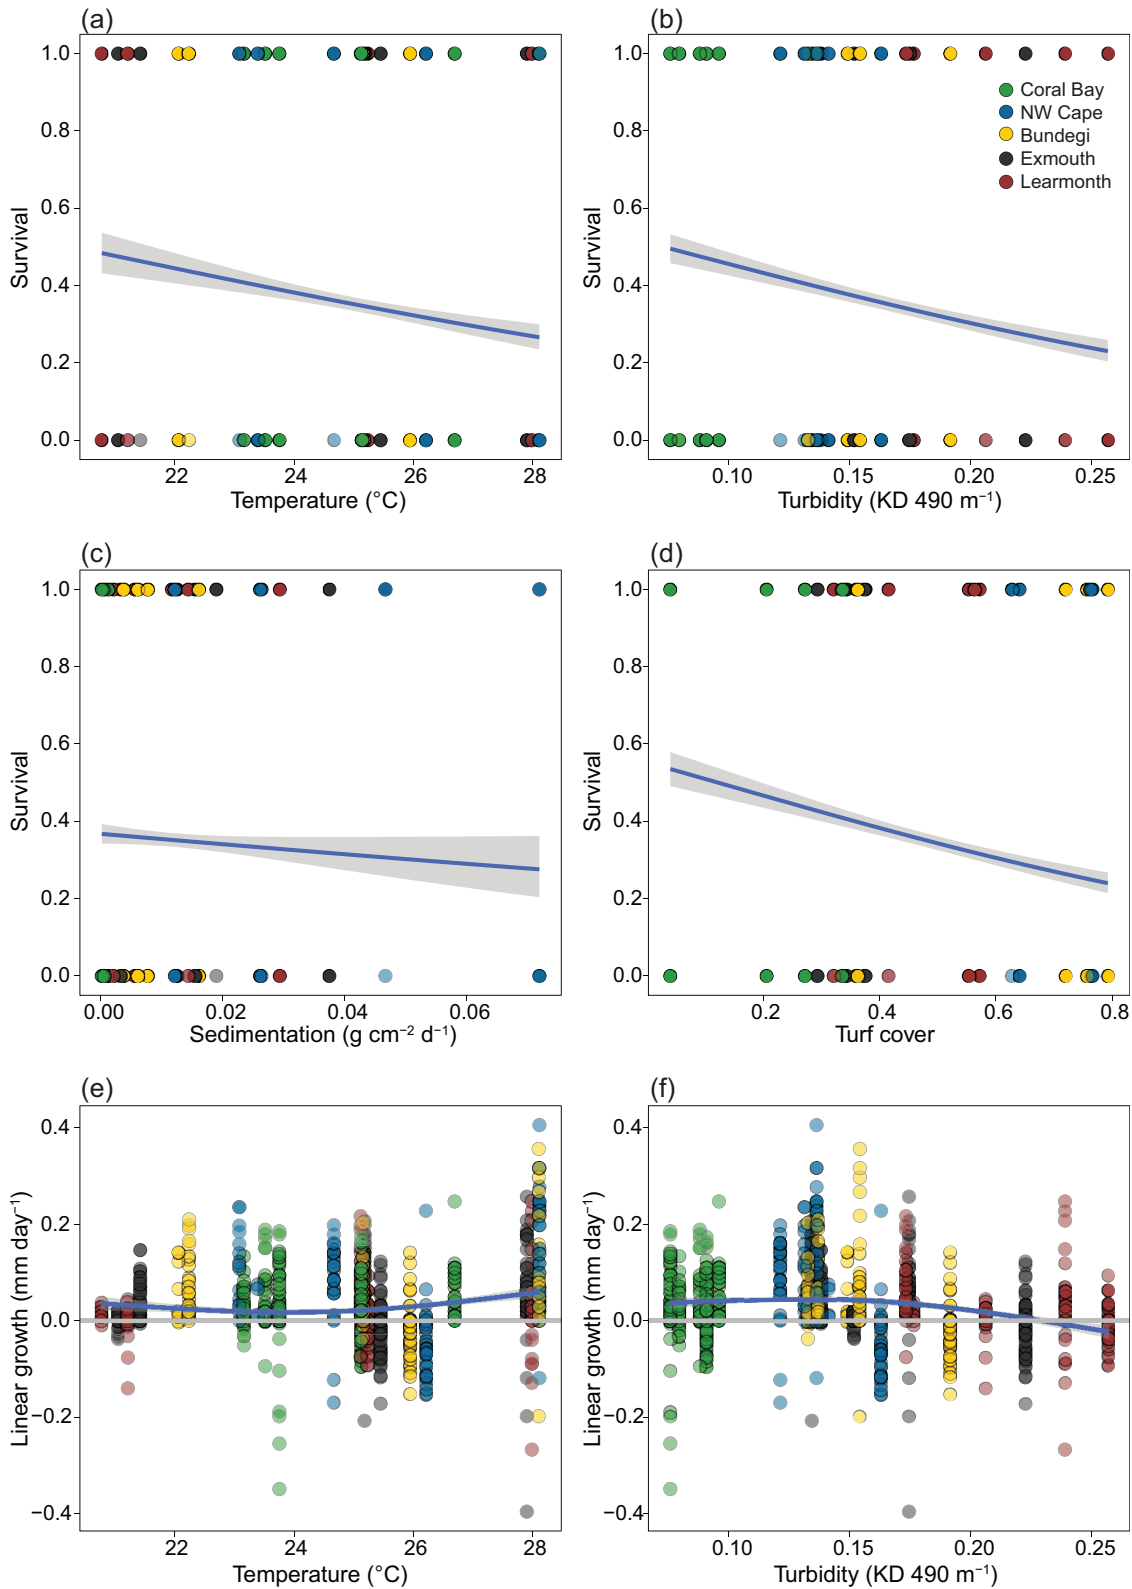 (a)
1.0
0.8
0.6
0.4
0.2
0.0
Survival
22 24 26 28
Temperature (°C)
(b)
1.0
0.8
0.6
0.4
0.2
0.0
Survival
Coral Bay
NW Cape
Bundegi
Exmouth
Learmonth
0.10 0.15 0.20 0.25
Turbidity (KD 490 m⁻¹)
(c)
1.0
0.8
0.6
0.4
0.2
0.0
Survival
0.00 0.02 0.04 0.06
Sedimentation (g cm⁻² d⁻¹)
(d)
1.0
0.8
0.6
0.4
0.2
0.0
Survival
0.2 0.4 0.6 0.8
Turf cover
(e)
0.4
0.2
0.0
−0.2
−0.4
Linear growth (mm day⁻¹)
22 24 26 28
Temperature (°C)
(f)
0.4
0.2
0.0
−0.2
−0.4
Linear growth (mm day⁻¹)
0.10 0.15 0.20 0.25
Turbidity (KD 490 m⁻¹)